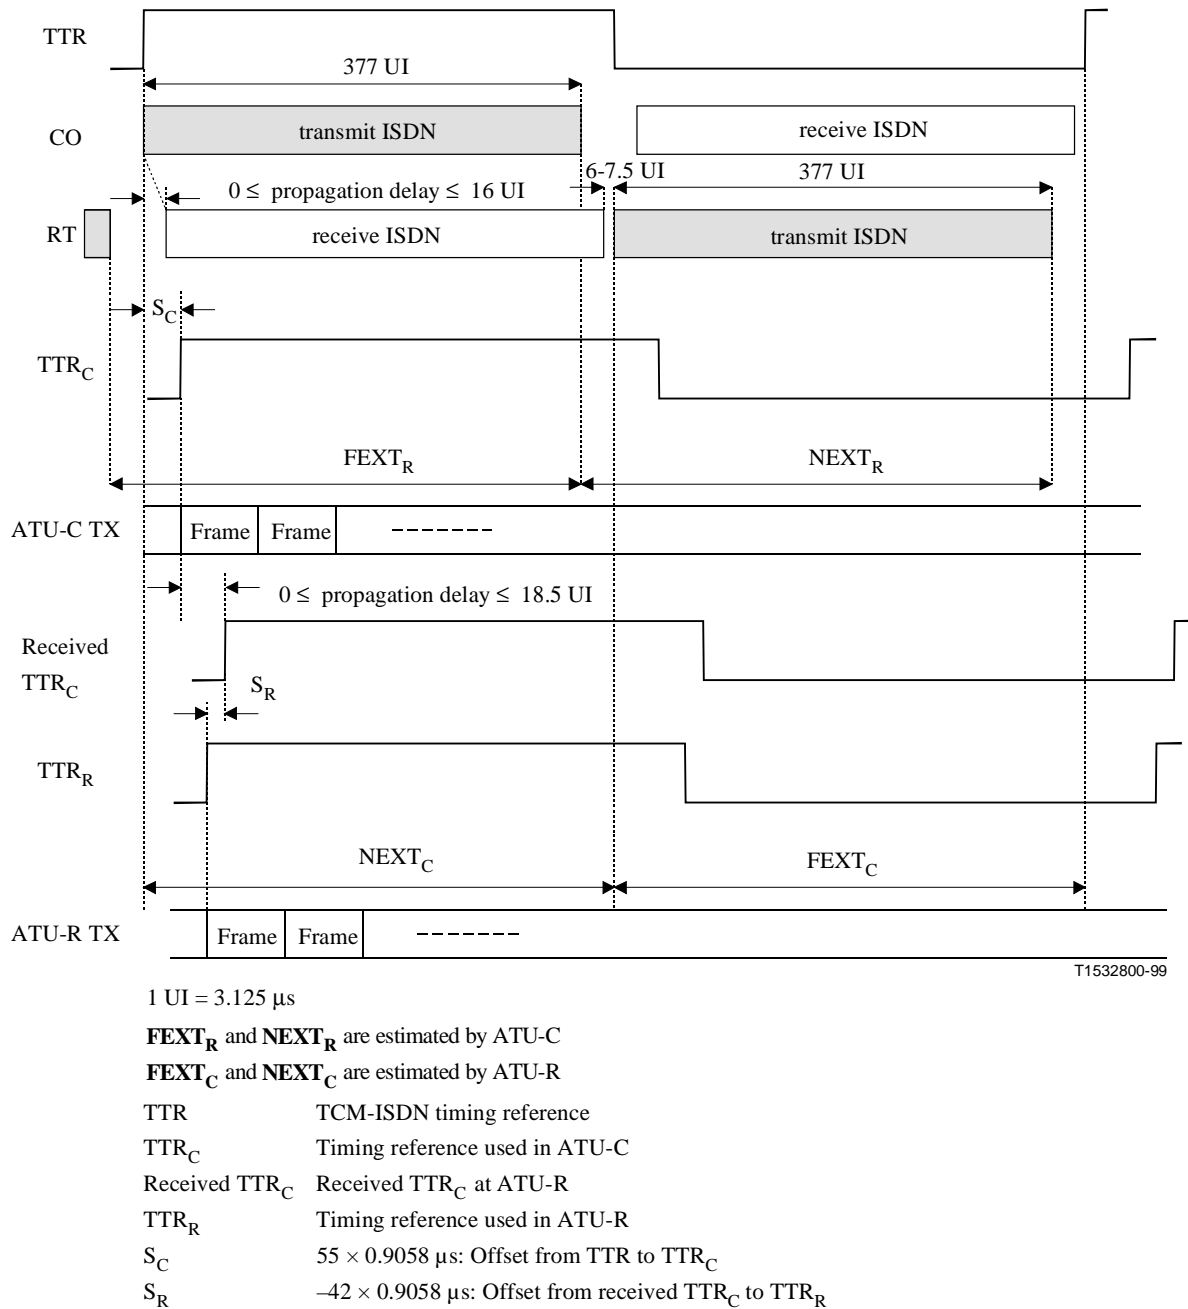 TTR
377 UI
CO
transmit ISDN
receive ISDN
6-7.5 UI
377 UI
0 ≤ propagation delay ≤ 16 UI
RT
receive ISDN
transmit ISDN
S_C
TTR_C
FEXT_R
NEXT_R
ATU-C TX
Frame
Frame
0 ≤ propagation delay ≤ 18.5 UI
Received
TTR_C
S_R
TTR_R
NEXT_C
FEXT_C
ATU-R TX
Frame
Frame
T1532800-99
1 UI = 3.125 µs
FEXT_R and NEXT_R are estimated by ATU-C
FEXT_C and NEXT_C are estimated by ATU-R
TTR TCM-ISDN timing reference
TTR_C Timing reference used in ATU-C
Received TTR_C Received TTR_C at ATU-R
TTR_R Timing reference used in ATU-R
S_C 55 × 0.9058 µs: Offset from TTR to TTR_C
S_R –42 × 0.9058 µs: Offset from received TTR_C to TTR_R